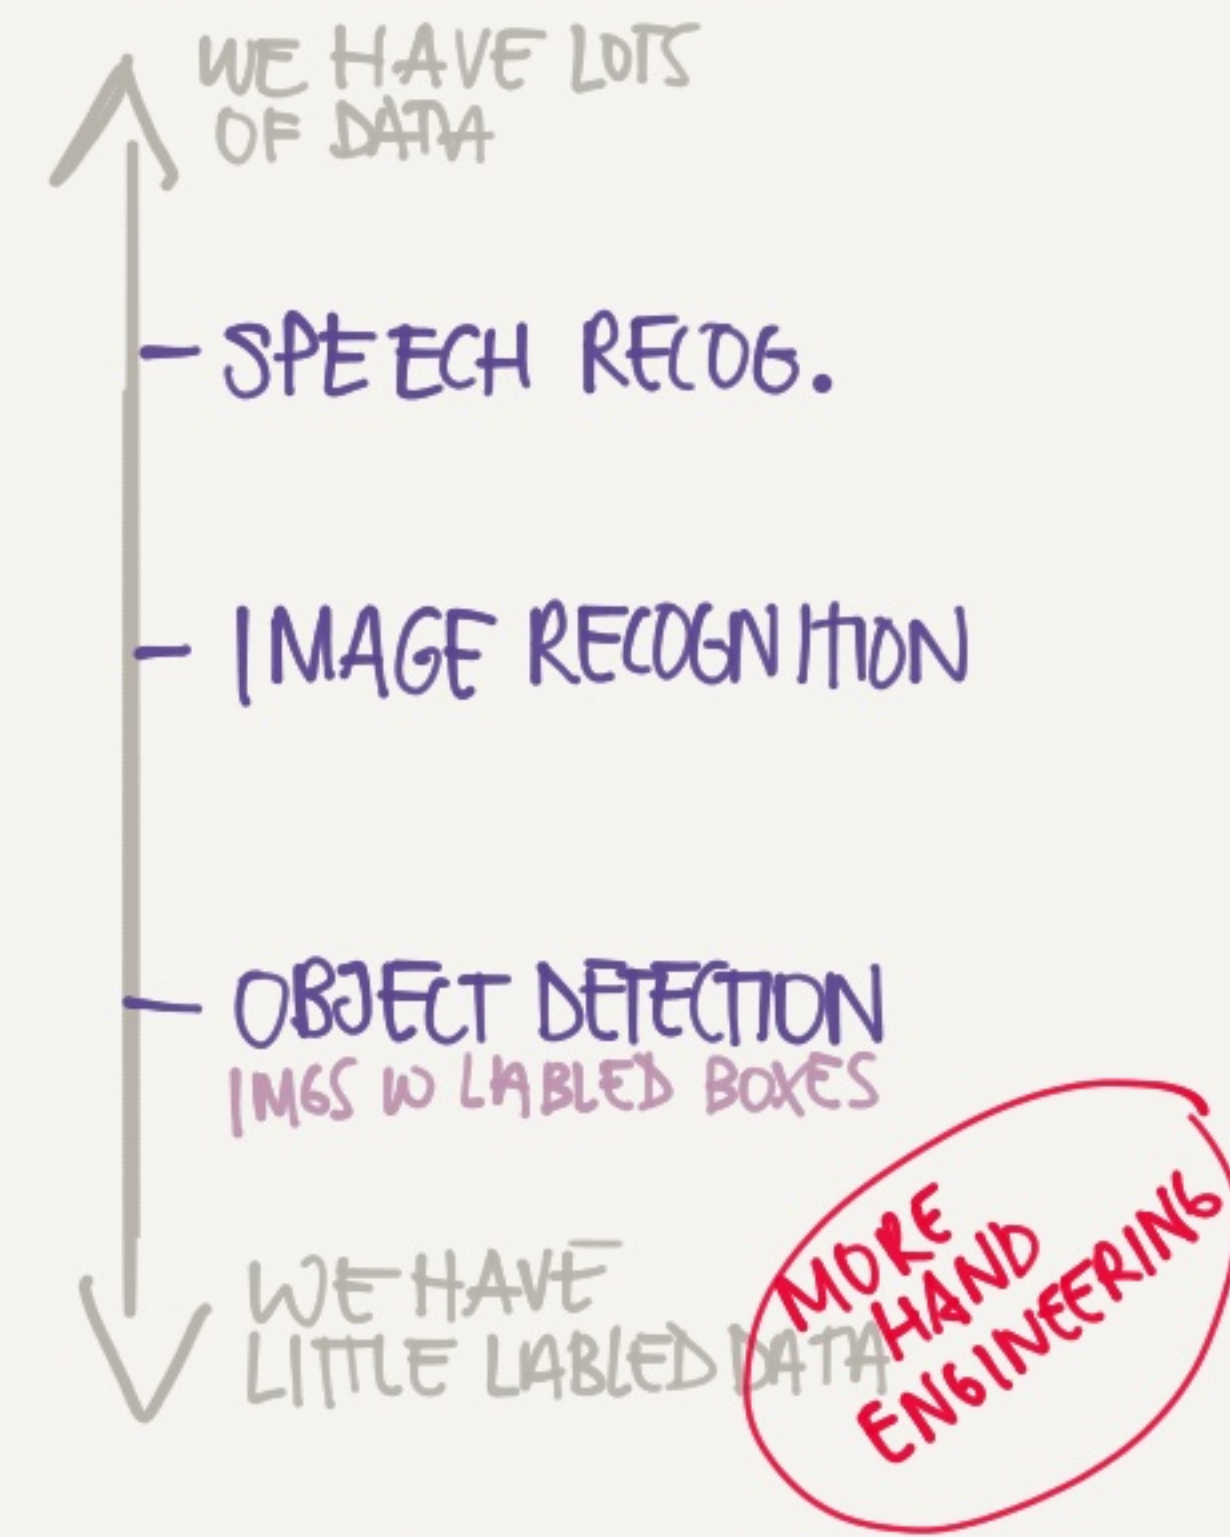 WE HAVE LOTS
OF DATA
SPEECH RECOG.
IMAGE RECOGNITION
OBJECT DETECTION
IMGS W LABLED BOXES
WE HAVE
LITTLE LABLED DATA
MORE
HAND
ENGINEERING